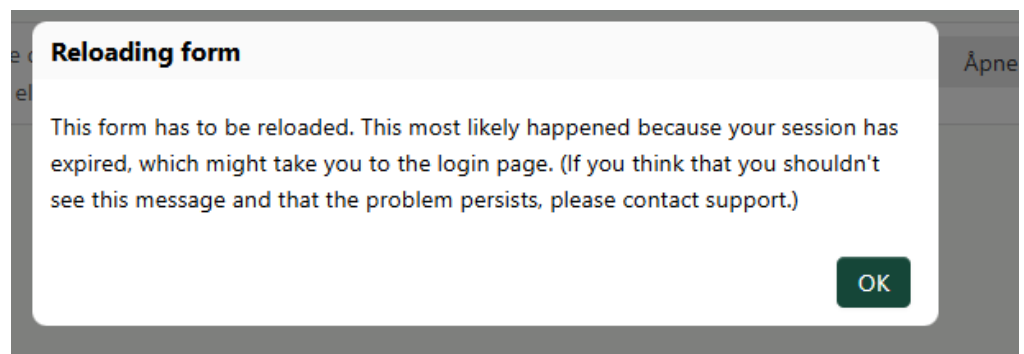 Reloading form
Åpne
This form has to be reloaded. This most likely happened because your session has
expired, which might take you to the login page. (If you think that you shouldn't
see this message and that the problem persists, please contact support.)
OK